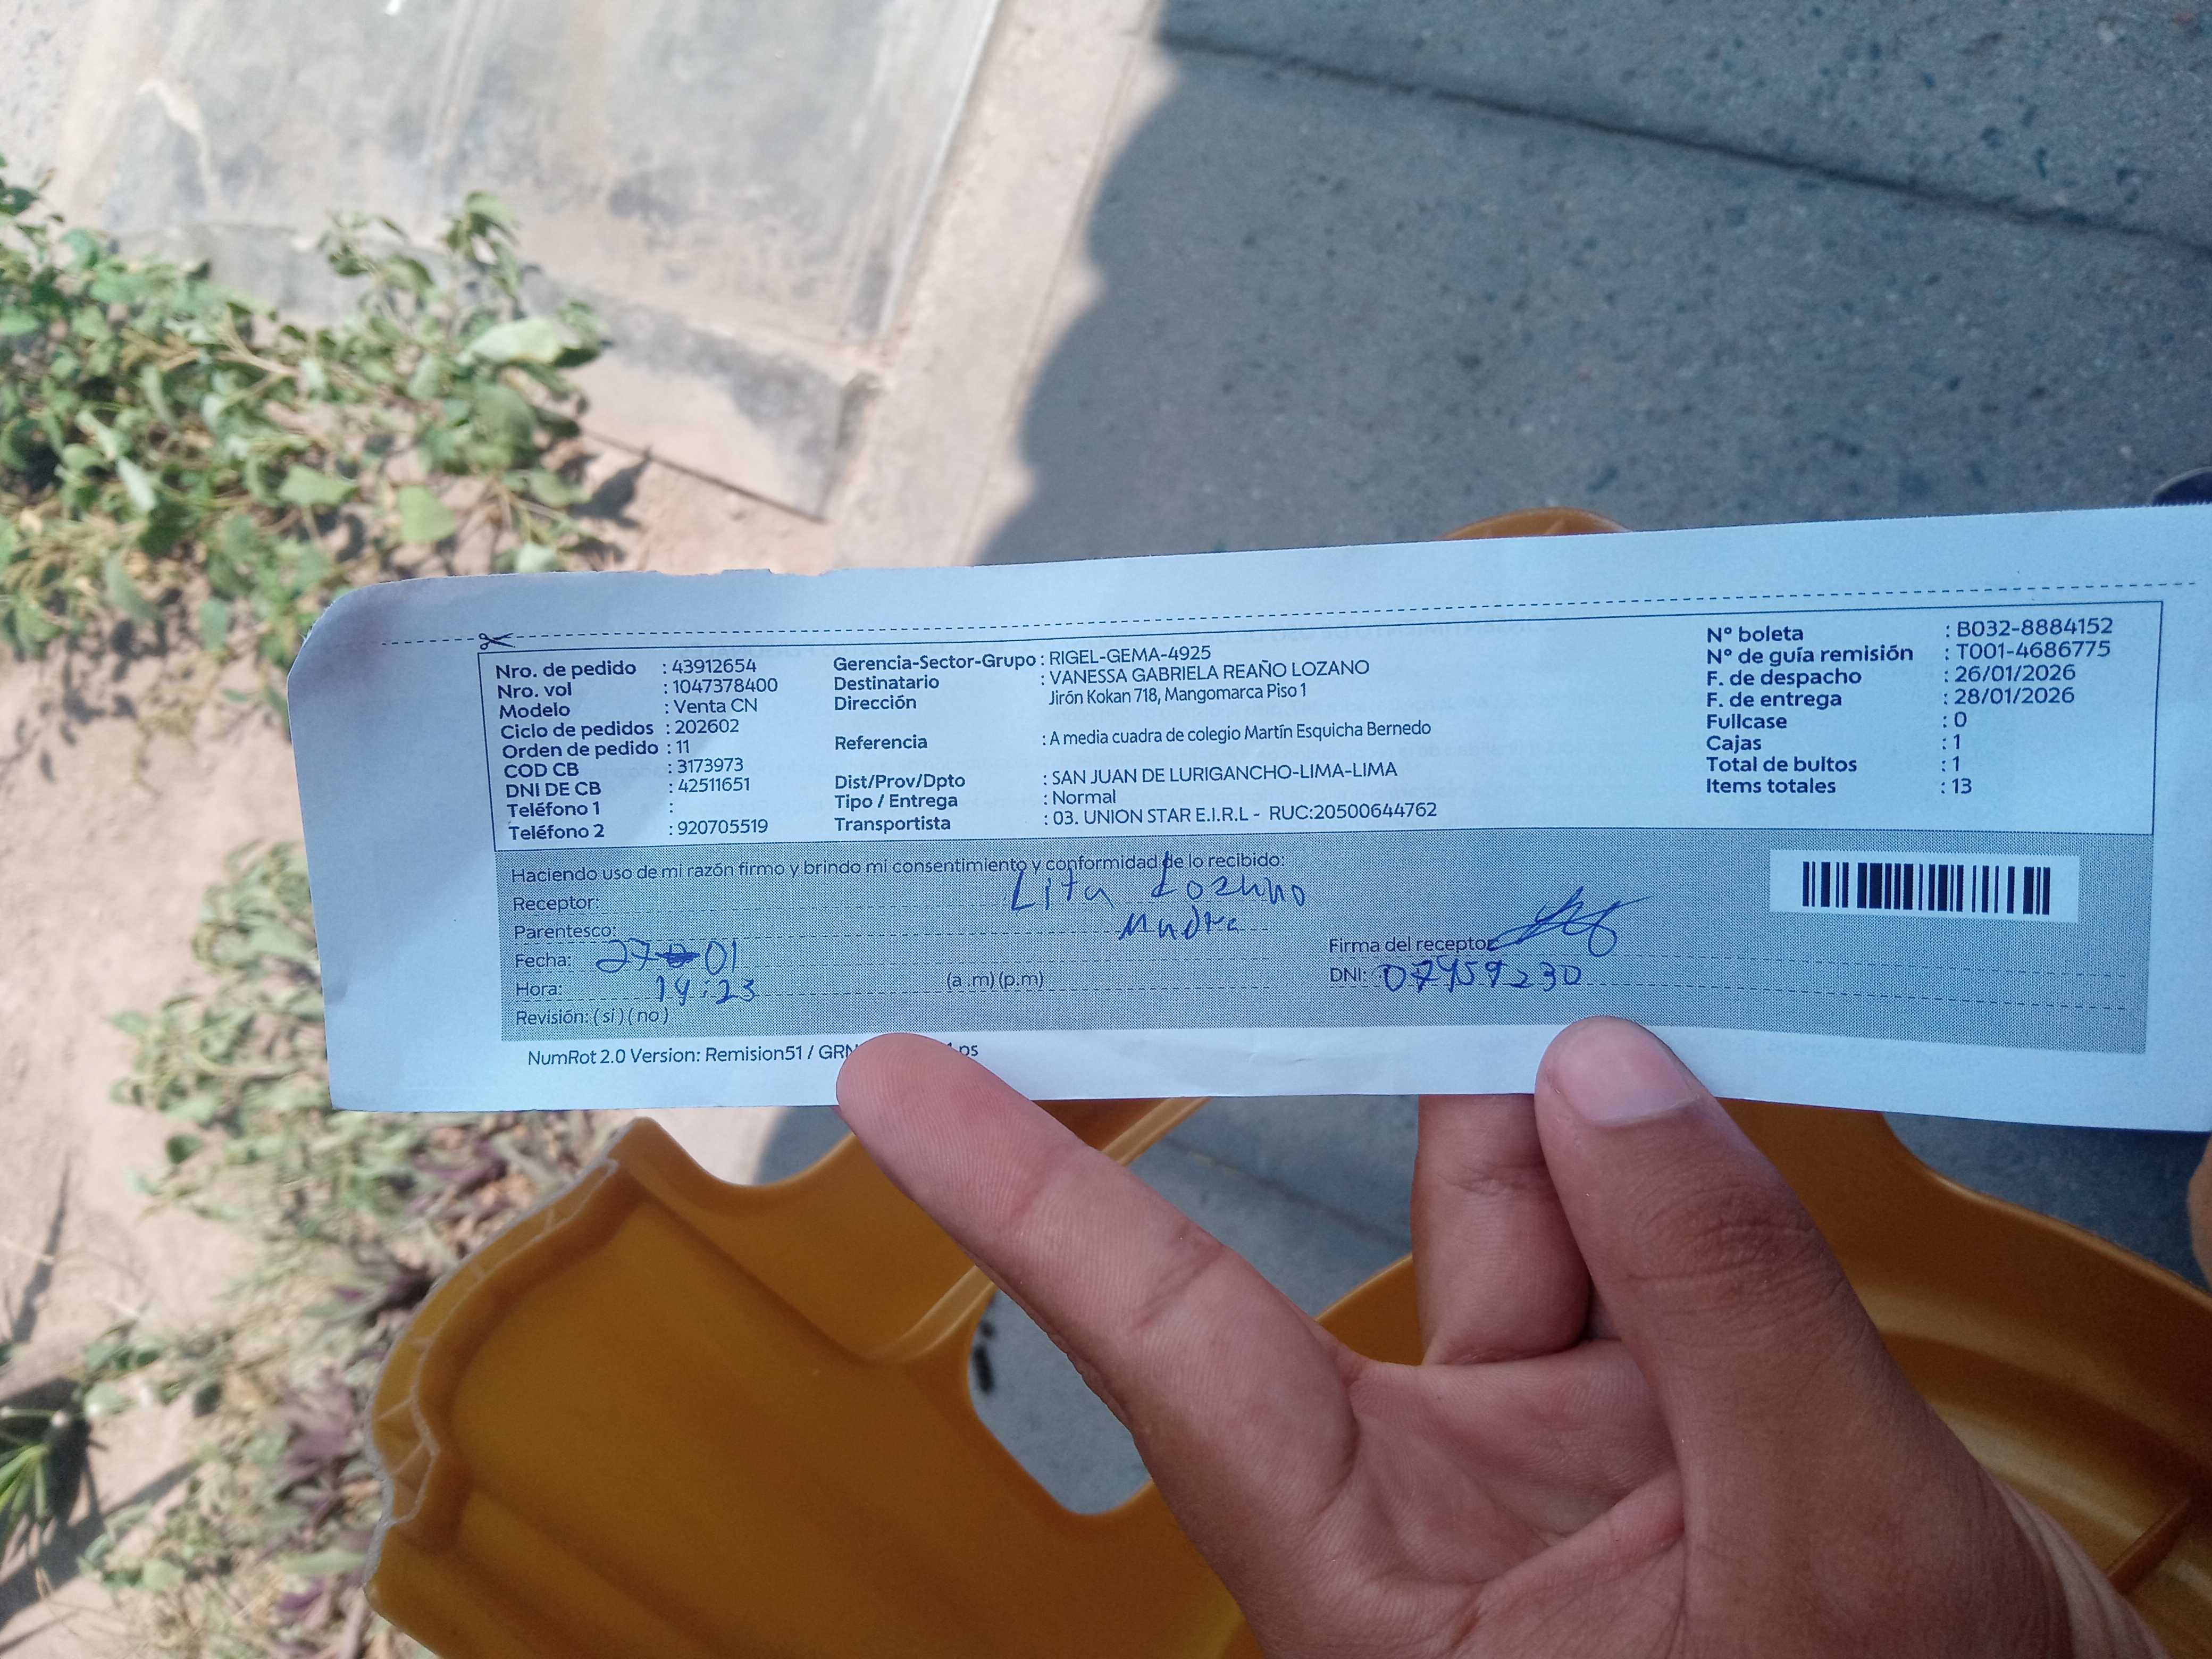 Nro. de pedido : 43912654
Nro. vol : 1047378400
Modelo : Venta CN
Ciclo de pedidos : 202602
Orden de pedido : 11
COD CB : 3173973
DNI DE CB : 42511651
Teléfono 1 :
Teléfono 2 : 920705519
Gerencia-Sector-Grupo : RIGEL-GEMA-4925
Destinatario : VANESSA GABRIELA REAÑO LOZANO
Dirección Jirón Kokan 718, Mangomarca Piso 1
Referencia : A media cuadra de colegio Martín Esquicha Bernedo
Dist/Prov/Dpto : SAN JUAN DE LURIGANCHO-LIMA-LIMA
Tipo / Entrega : Normal
Transportista : 03. UNION STAR E.I.R.L - RUC:20500644762
N° boleta : B032-8884152
N° de guía remisión : T001-4686775
F. de despacho : 26/01/2026
F. de entrega : 28/01/2026
Fullcase : 0
Cajas : 1
Total de bultos : 1
Items totales : 13
Haciendo uso de mi razón firmo y brindo mi consentimiento y conformidad de lo recibido:
Receptor: Lita Lozano
Parentesco: Madre
Fecha: 27 01
Hora: 14:23 (a .m) (p.m)
Revisión: ( si ) ( no )
Firma del receptor
DNI: 07459230
NumRot 2.0 Version: Remision51 / GRN